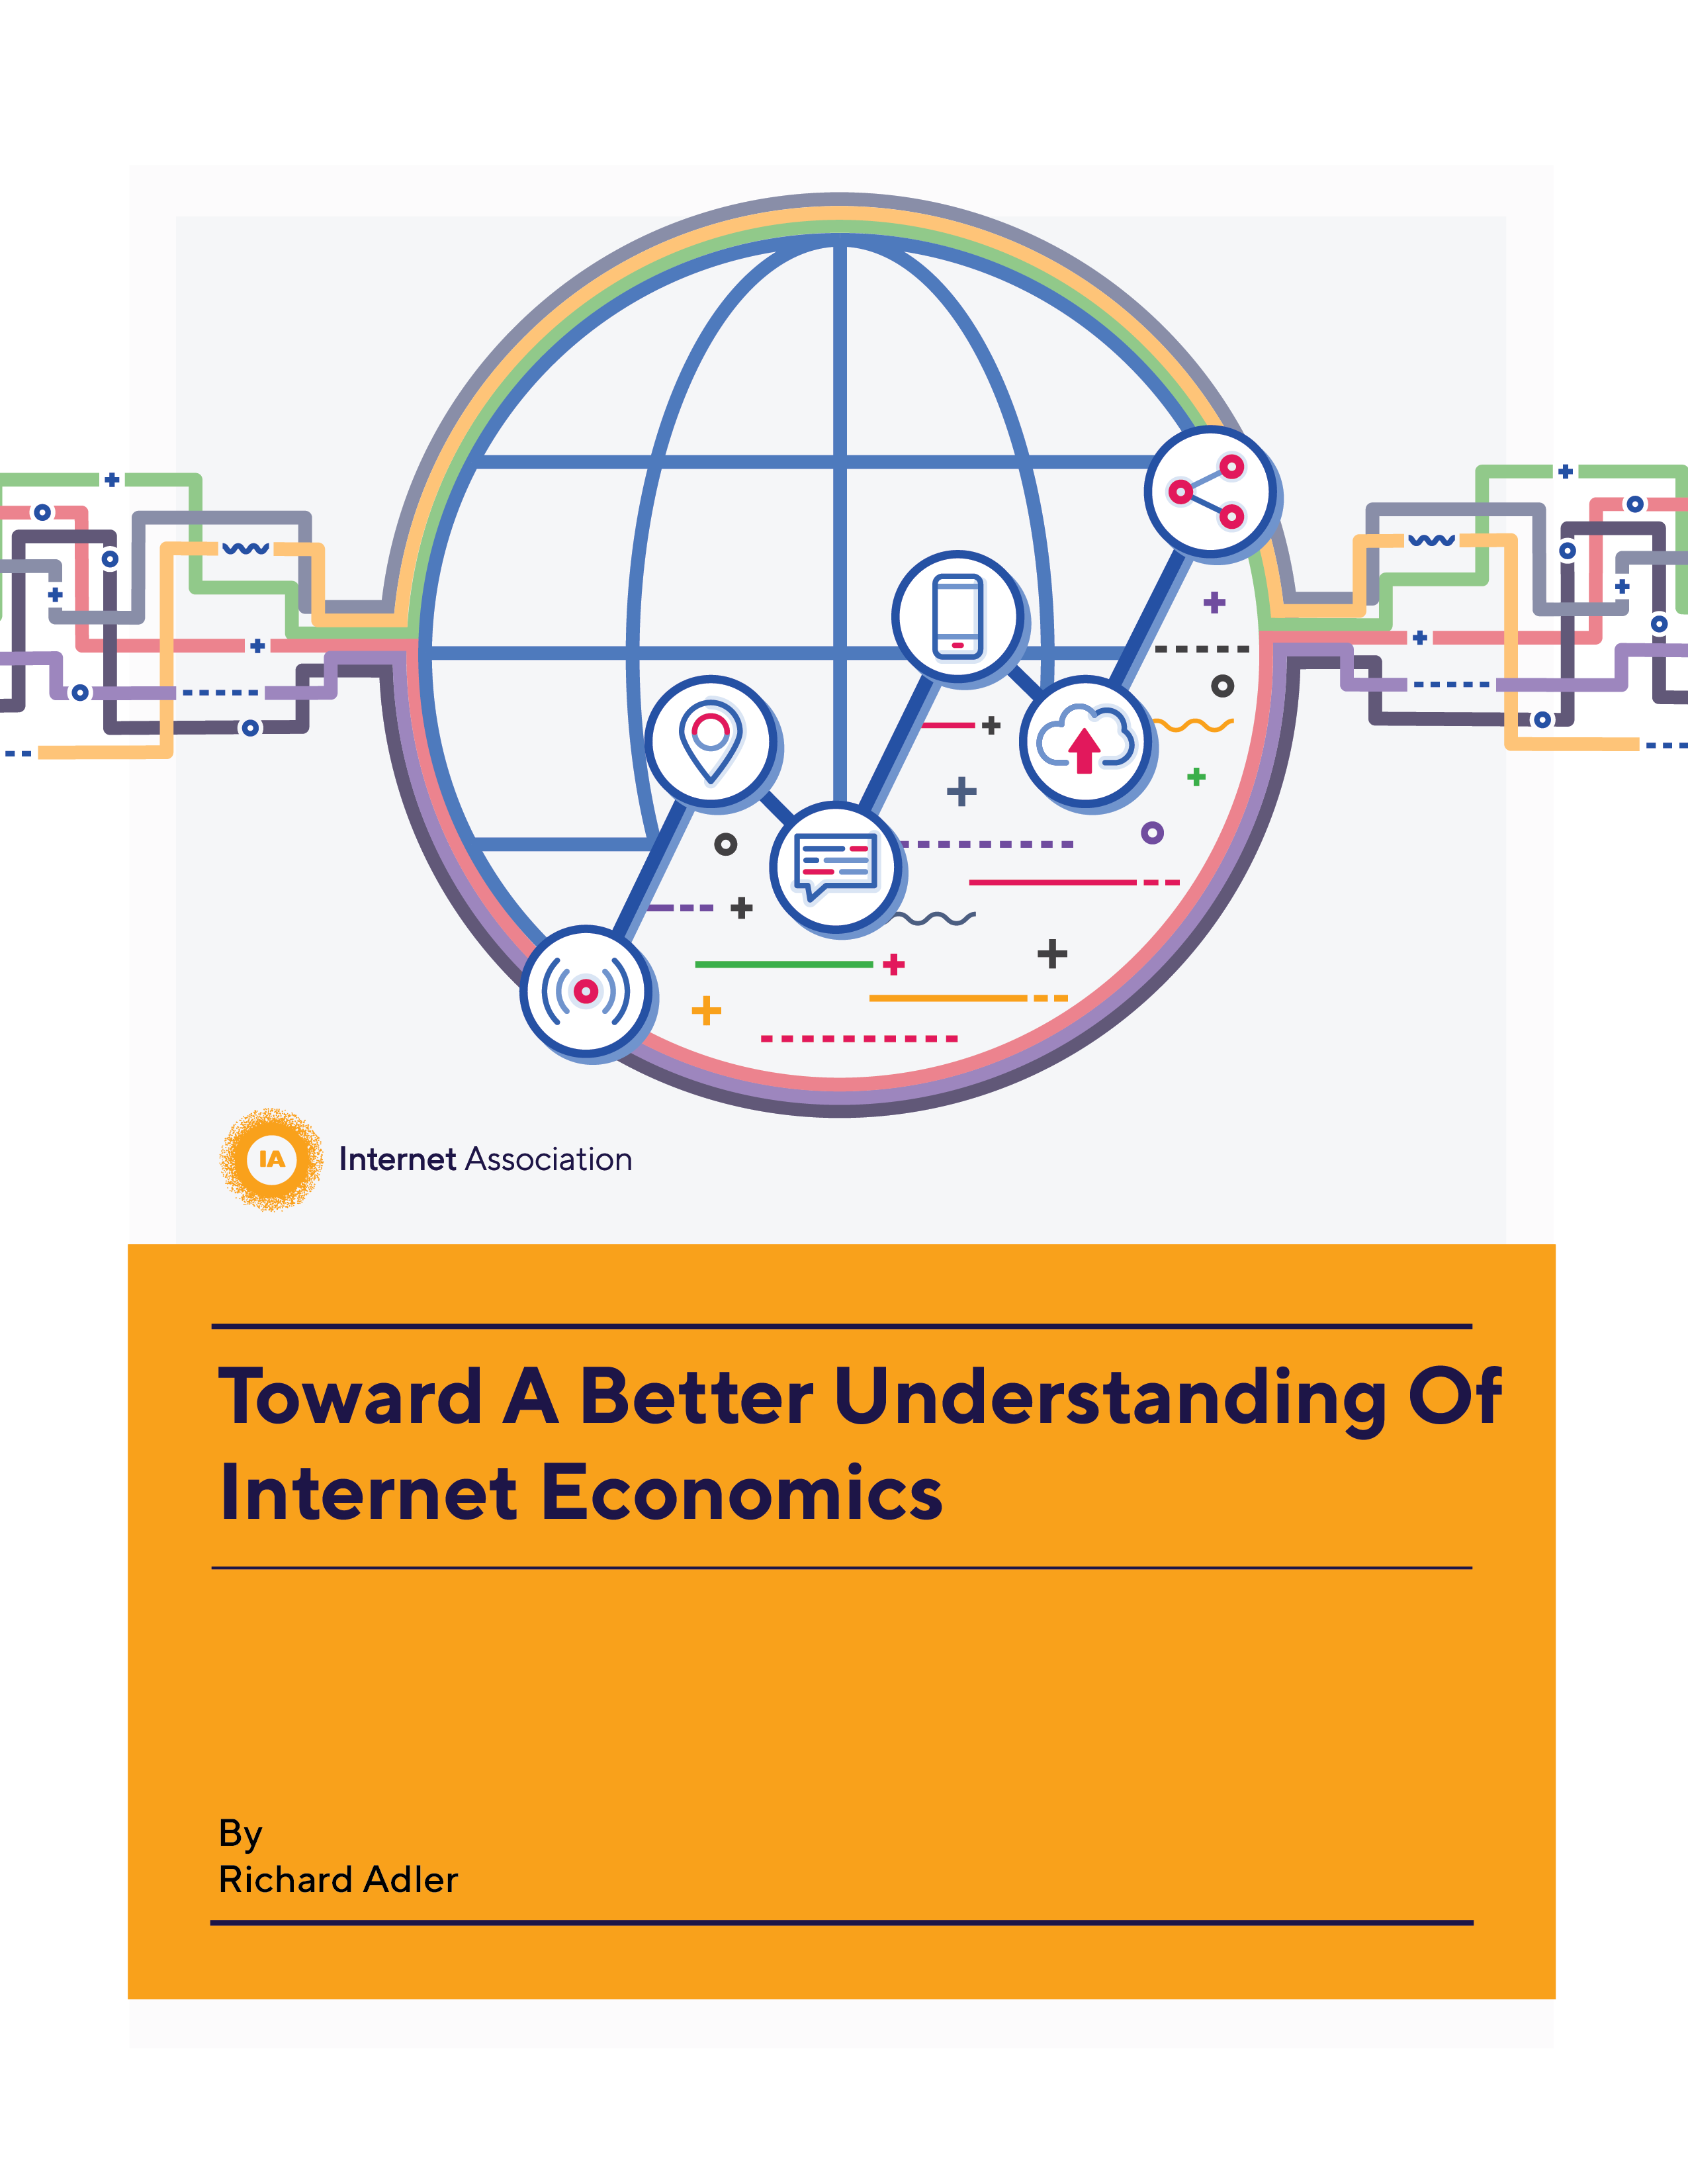 IA
Internet Association
Toward A Better Understanding Of
Internet Economics
By
Richard Adler